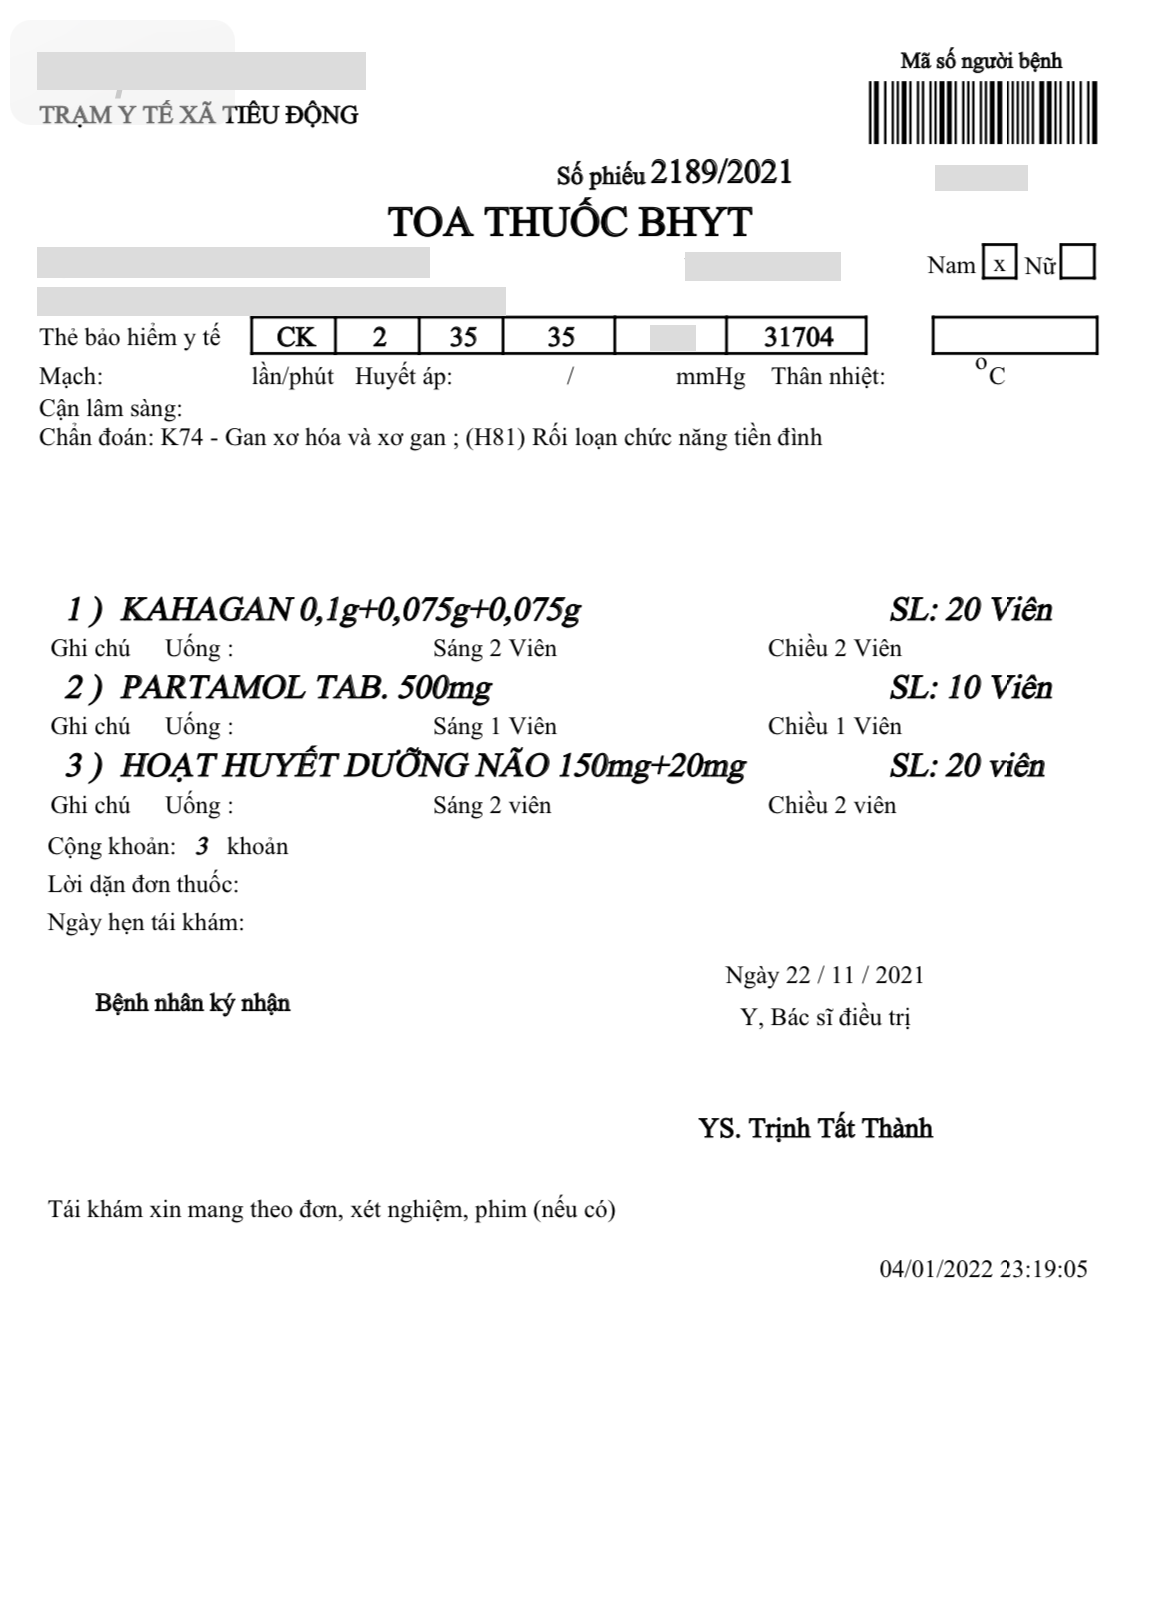 Mã số người bệnh
TRẠM Y TẾ XÃ TIÊU ĐỘNG
Số phiếu 2189/2021
TOA THUỐC BHYT
Nam x Nữ
Thẻ bảo hiểm y tế CK 2 35 35 31704
Mạch: lần/phút Huyết áp: / mmHg Thân nhiệt: °C
Cận lâm sàng:
Chẩn đoán: K74 - Gan xơ hóa và xơ gan ; (H81) Rối loạn chức năng tiền đình
1 ) KAHAGAN 0,1g+0,075g+0,075g SL: 20 Viên
Ghi chú Uống : Sáng 2 Viên Chiều 2 Viên
2 ) PARTAMOL TAB. 500mg SL: 10 Viên
Ghi chú Uống : Sáng 1 Viên Chiều 1 Viên
3 ) HOẠT HUYẾT DƯỠNG NÃO 150mg+20mg SL: 20 viên
Ghi chú Uống : Sáng 2 viên Chiều 2 viên
Cộng khoản: 3 khoản
Lời dặn đơn thuốc:
Ngày hẹn tái khám:
Ngày 22 / 11 / 2021
Bệnh nhân ký nhận
Y, Bác sĩ điều trị
YS. Trịnh Tất Thành
Tái khám xin mang theo đơn, xét nghiệm, phim (nếu có)
04/01/2022 23:19:05